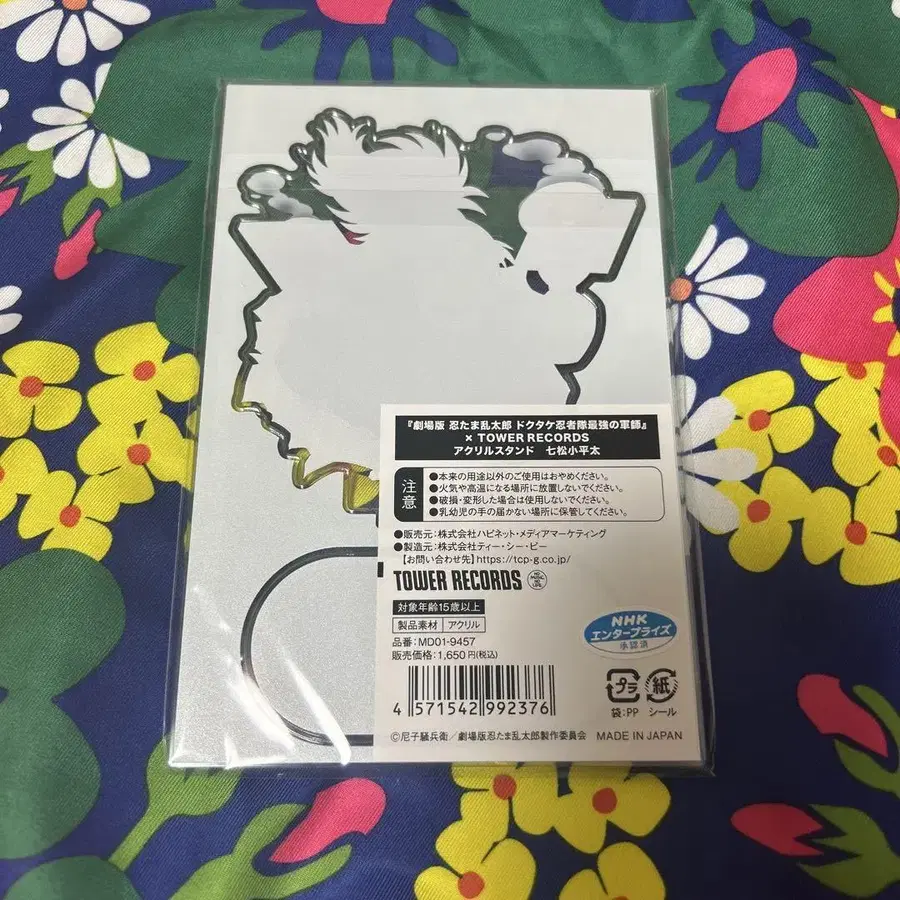 『劇場版 忍たま乱太郎 ドクタケ忍者隊最強の軍師』
× TOWER RECORDS
アクリルスタンド 七松小平太
注意
●本来の用途以外のご使用はおやめください。
●火気や高温になる場所に放置しないでください。
●破損・変形した場合は使用しないでください。
●乳幼児の手の届かない場所に保管してください。
●販売元:株式会社ハピネット・メディアマーケティング
●製造元:株式会社ティー・シー・ピー
【お問い合わせ先】https://tcp-g.co.jp/
TOWER RECORDS
NO MUSIC NO LIFE
対象年齢15歳以上
製品素材 アクリル
品番:MD01-9457
販売価格:1,650円(税込)
NHK
エンタープライズ
承認済
4 571542 992376
プラ 紙
袋:PP シール
©尼子騒兵衛/劇場版忍たま乱太郎製作委員会 MADE IN JAPAN